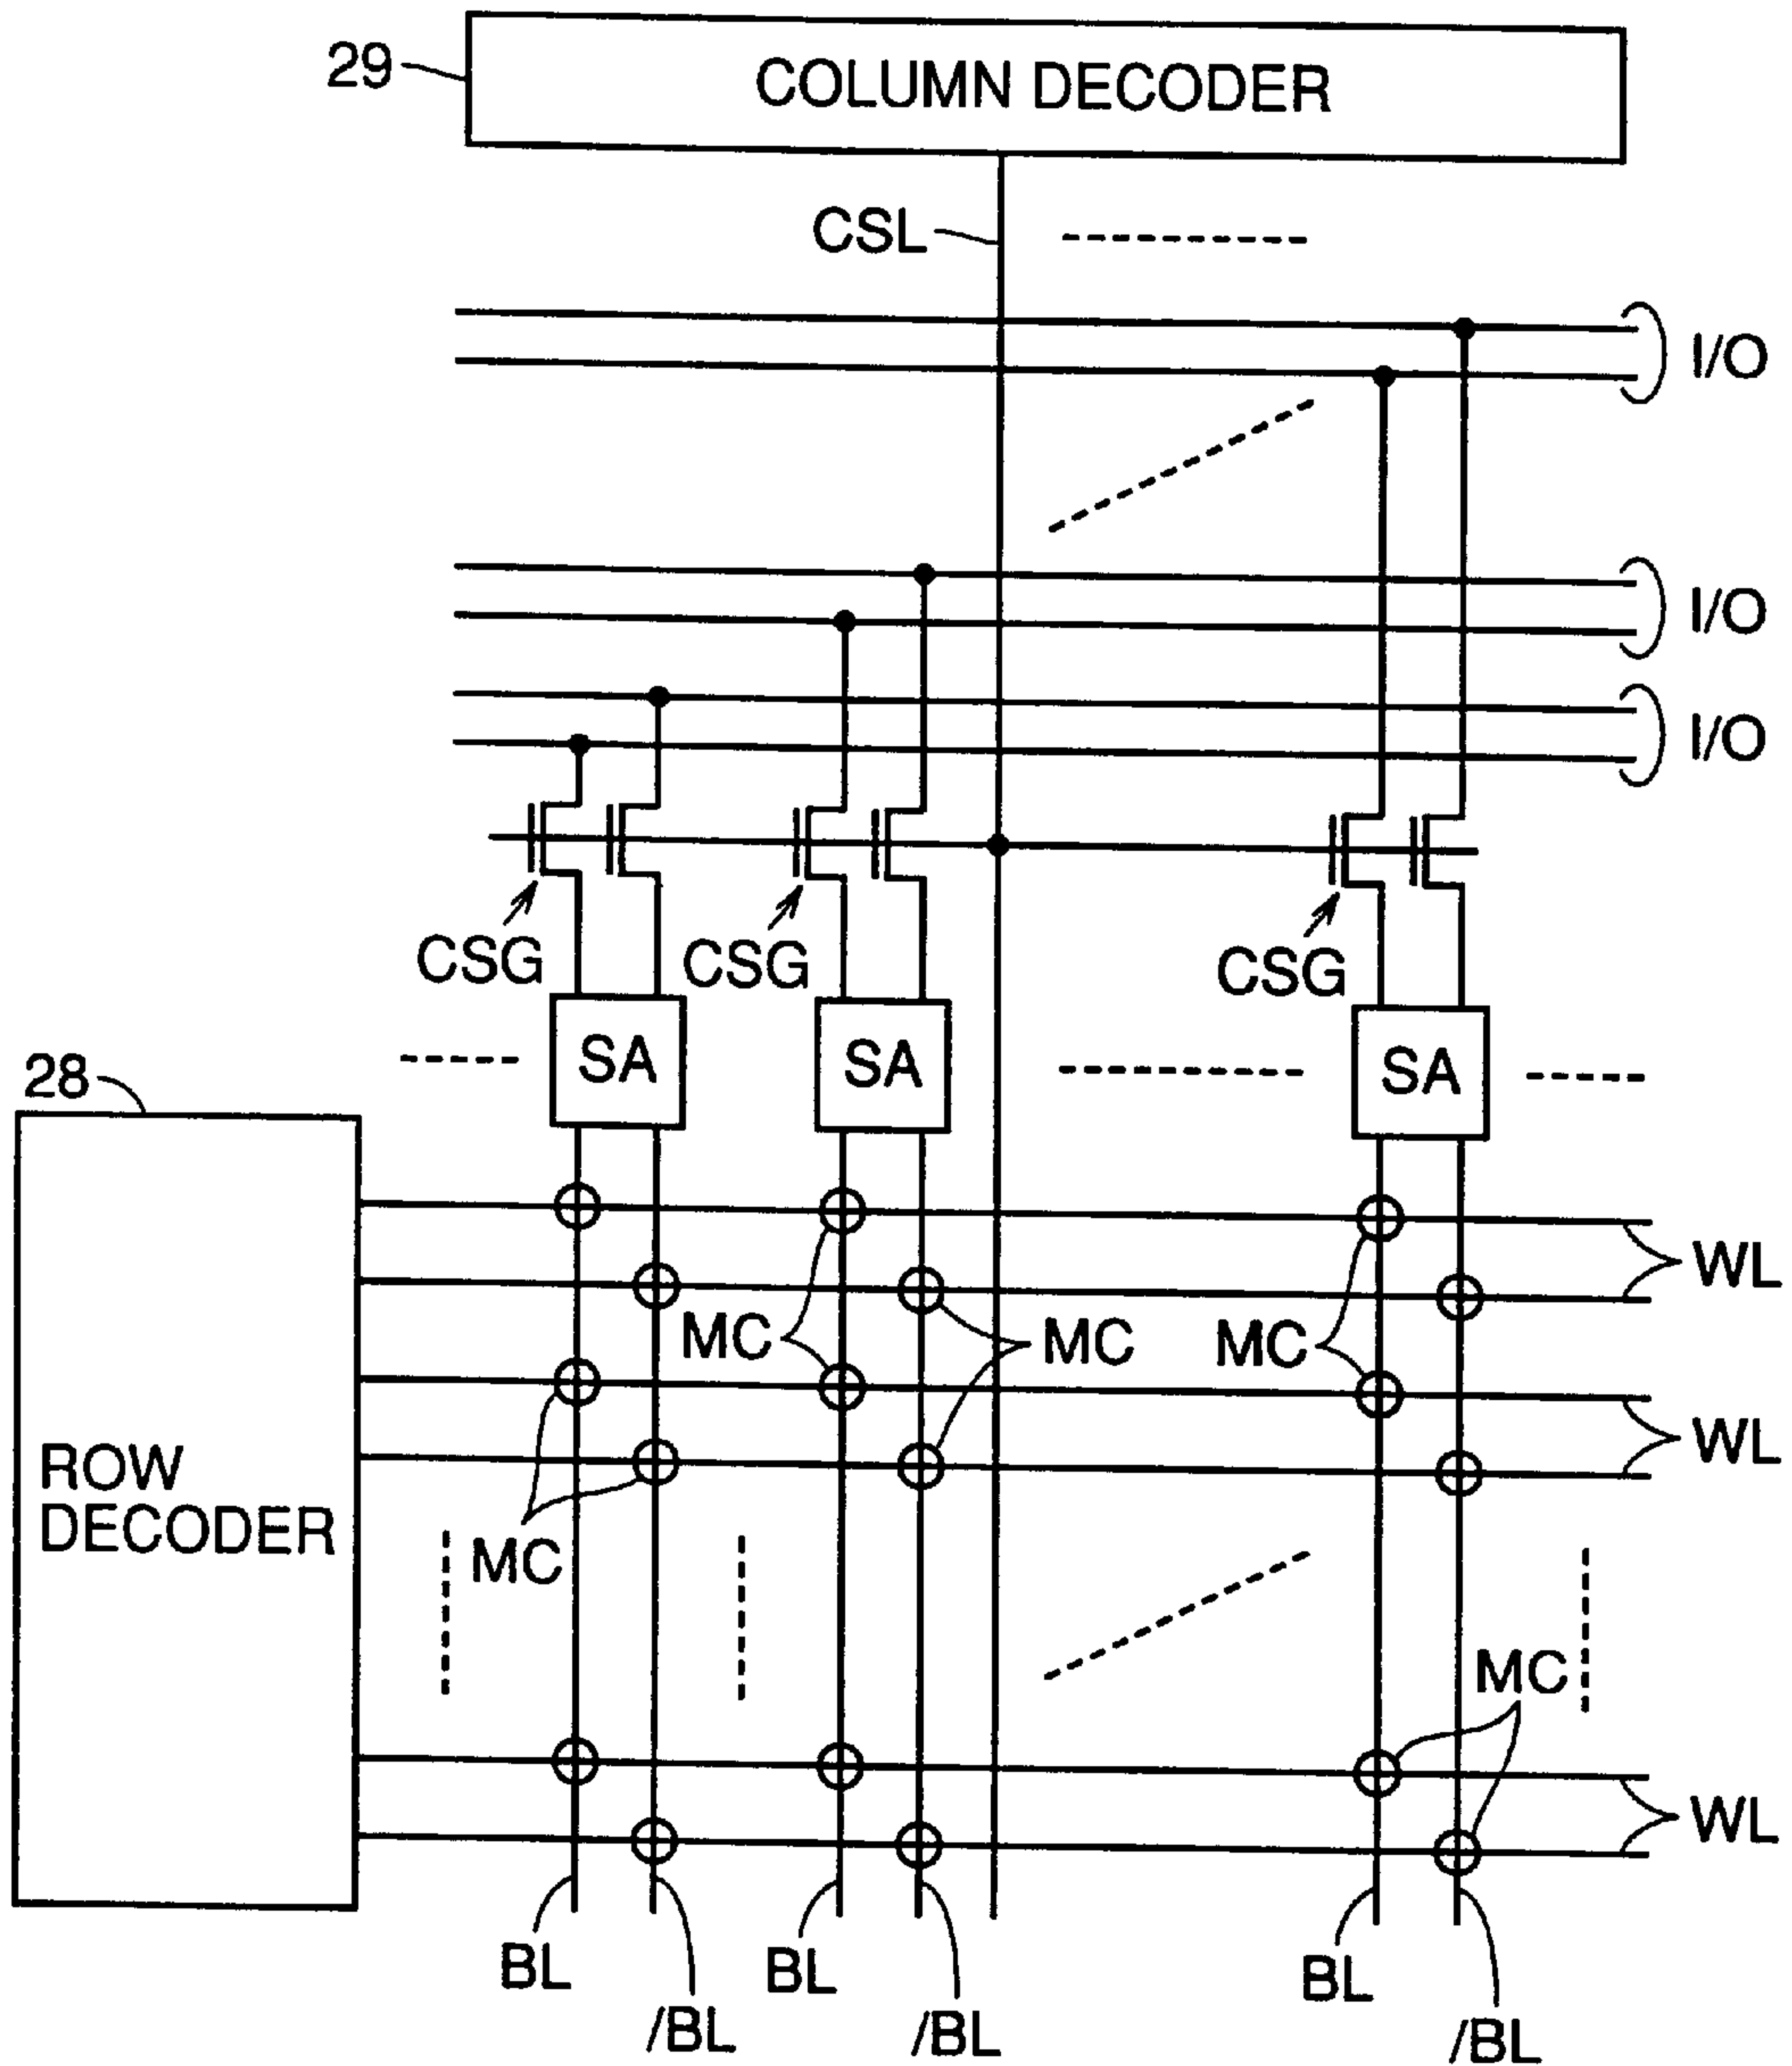 29
COLUMN DECODER
CSL
I/O
I/O
I/O
CSG
CSG
CSG
SA
SA
SA
28
WL
MC
MC
MC
WL
ROW
DECODER
MC
MC
WL
BL
BL
BL
/BL
/BL
/BL